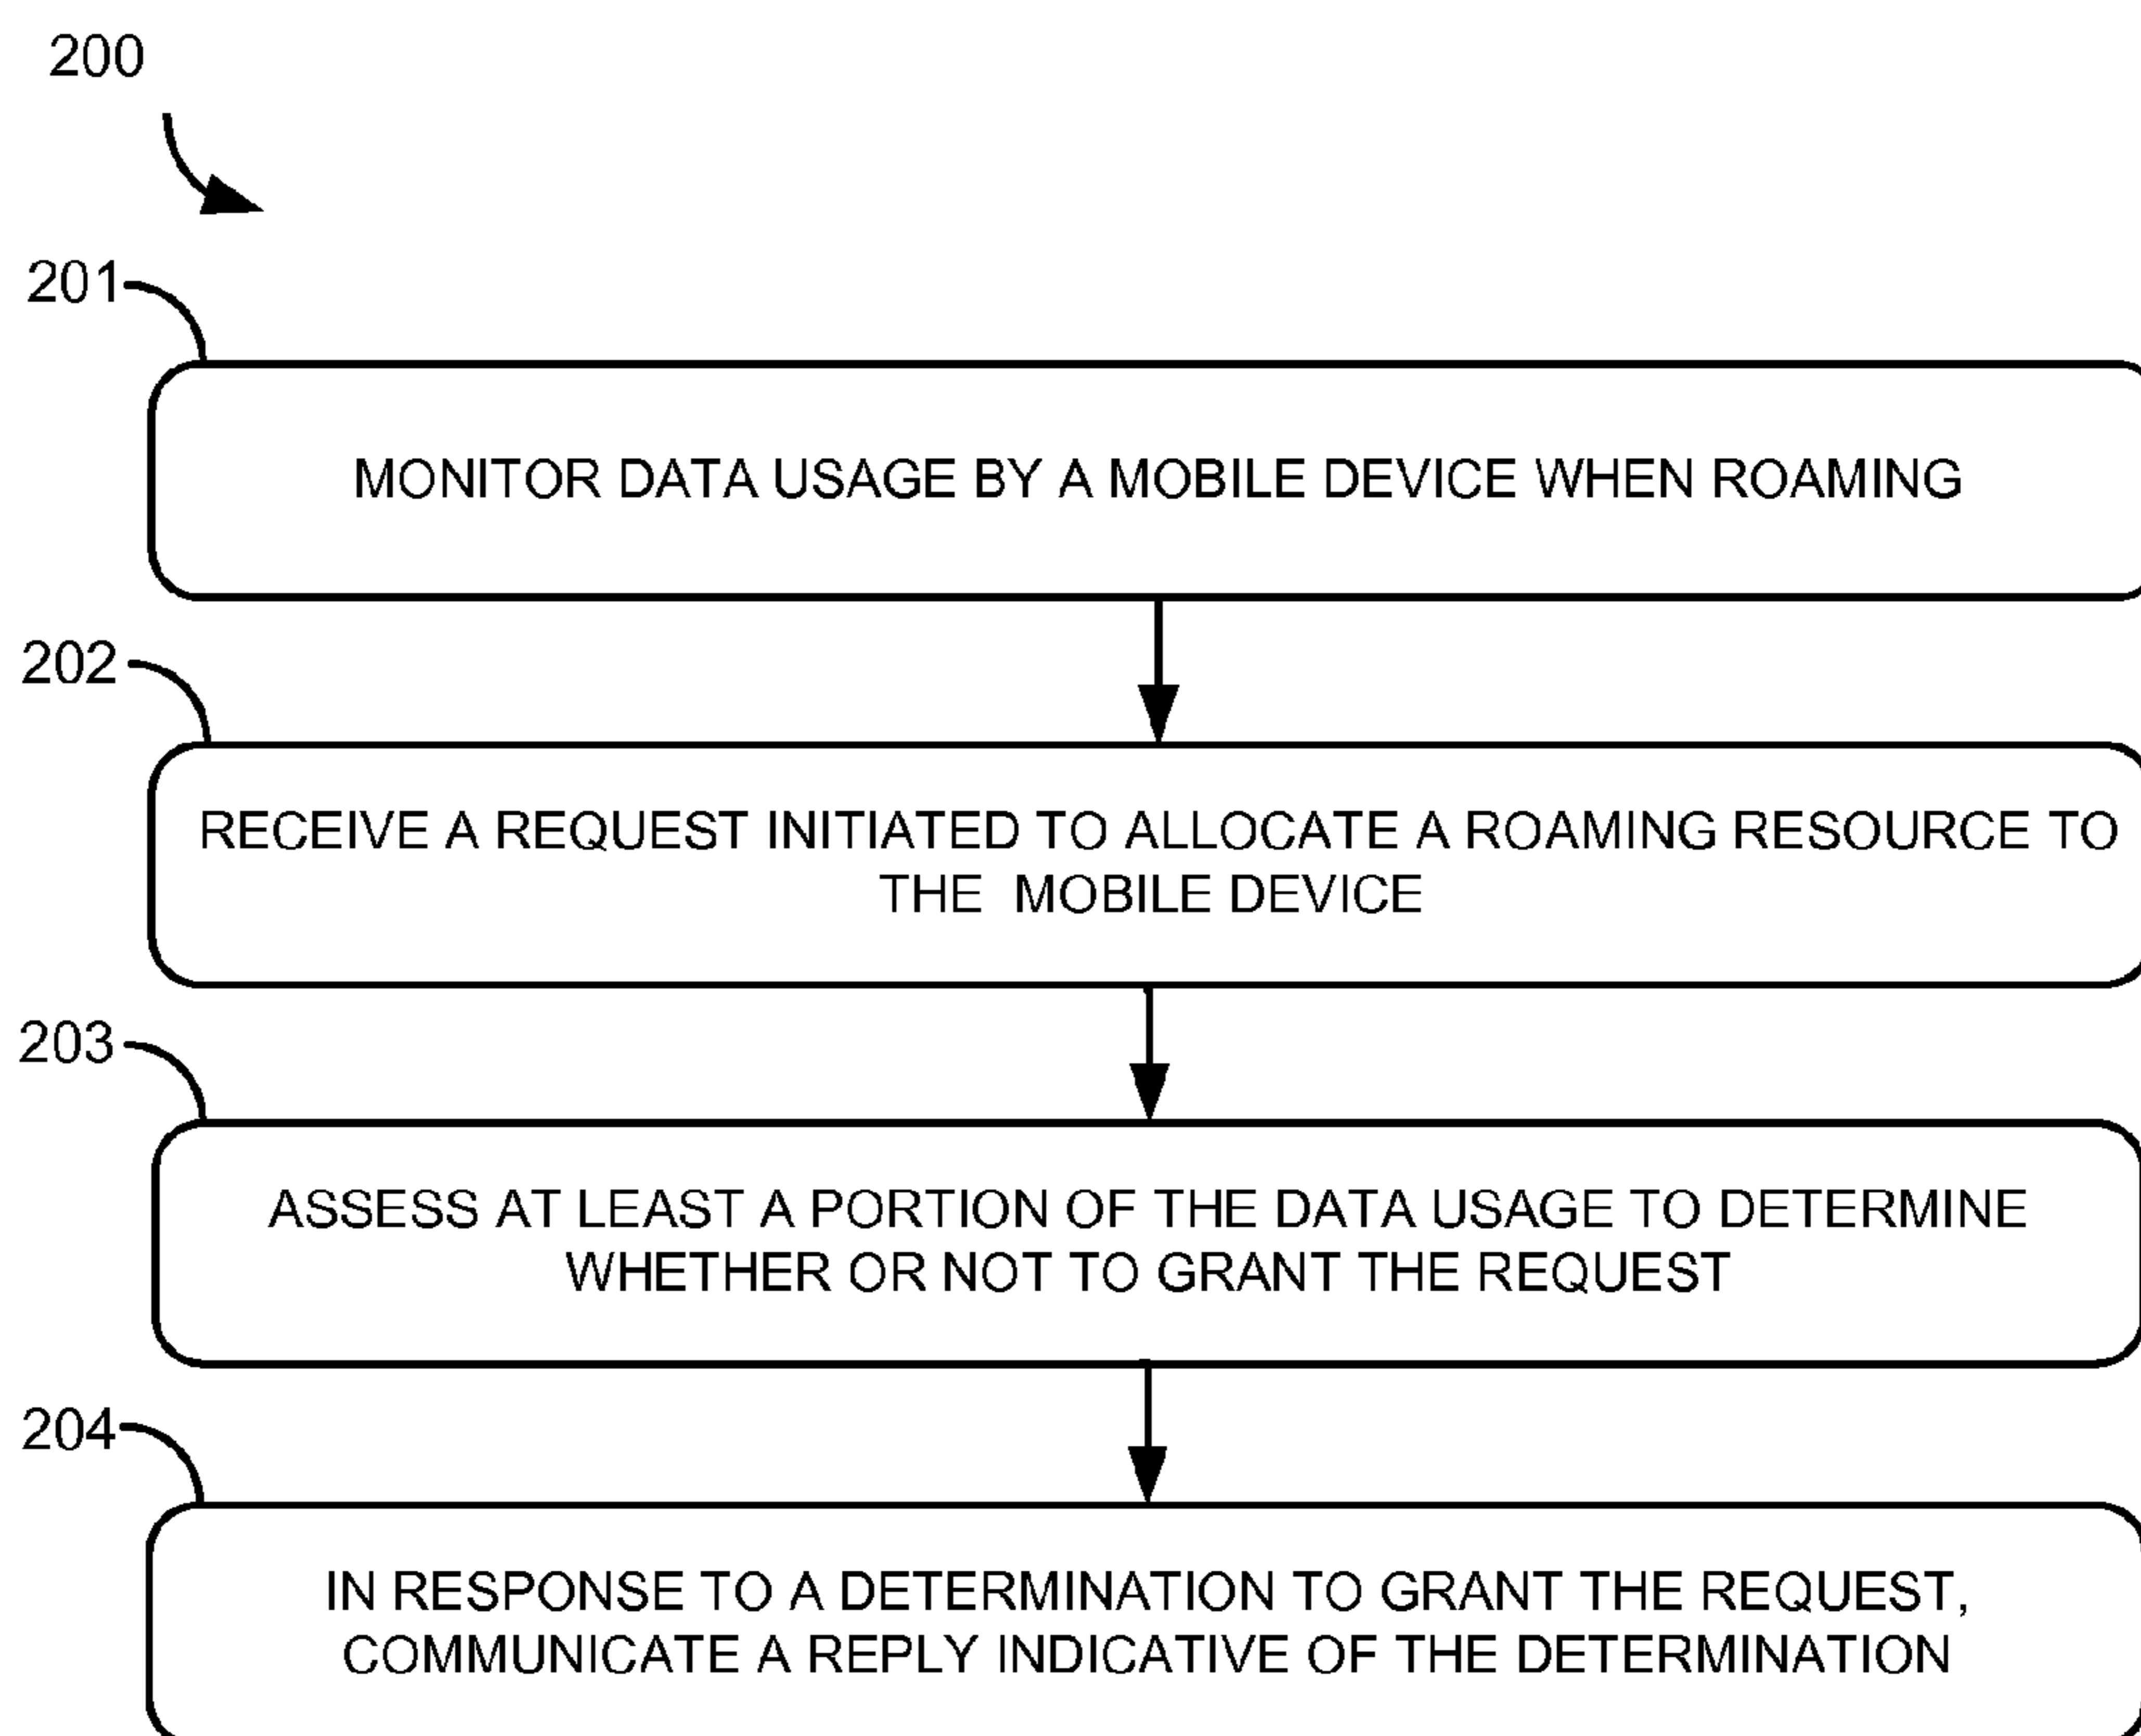 200
201
MONITOR DATA USAGE BY A MOBILE DEVICE WHEN ROAMING
202
RECEIVE A REQUEST INITIATED TO ALLOCATE A ROAMING RESOURCE TO
THE MOBILE DEVICE
203
ASSESS AT LEAST A PORTION OF THE DATA USAGE TO DETERMINE
WHETHER OR NOT TO GRANT THE REQUEST
204
IN RESPONSE TO A DETERMINATION TO GRANT THE REQUEST,
COMMUNICATE A REPLY INDICATIVE OF THE DETERMINATION